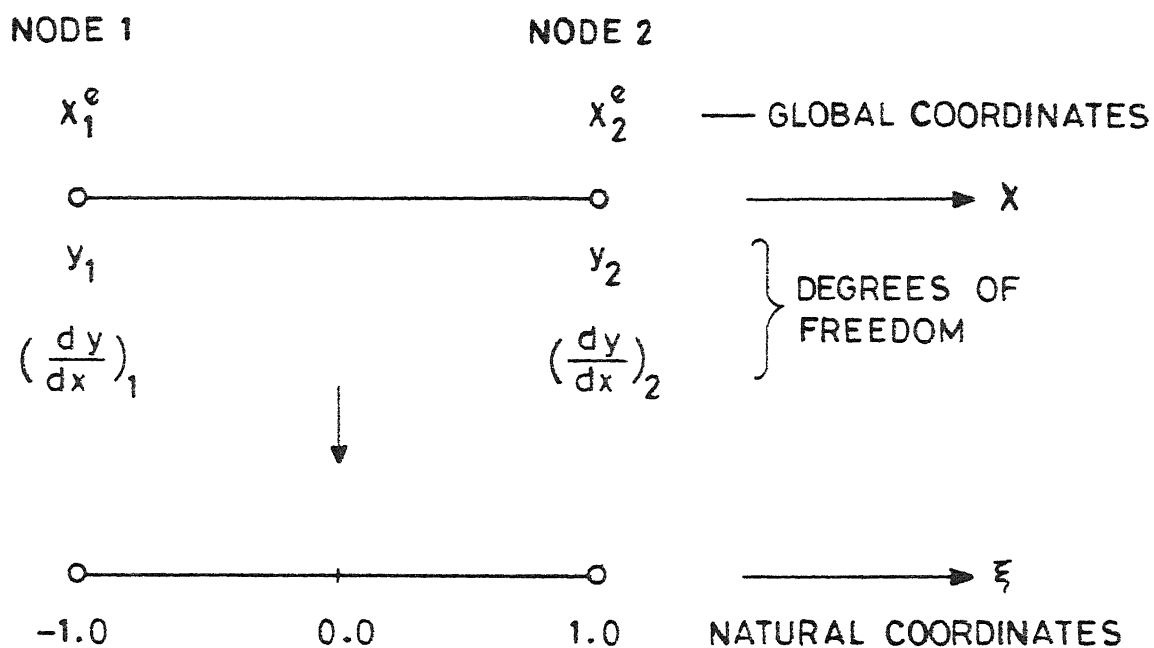 NODE 1 NODE 2
x₁ᵉ x₂ᵉ — GLOBAL COORDINATES
X
y₁ y₂
DEGREES OF
FREEDOM
(dy/dx)₁ (dy/dx)₂
ξ
-1.0 0.0 1.0 NATURAL COORDINATES